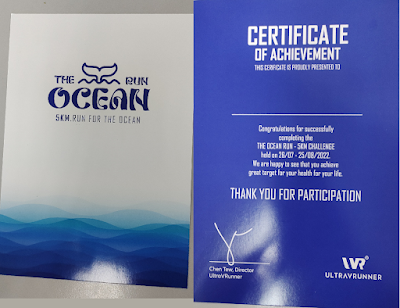 THE RUN
OCEAN
5KM.RUN FOR THE OCEAN
CERTIFICATE
OF ACHIEVEMENT
THIS CERTIFICATE IS PROUDLY PRESENTED TO
Congratulations for successfully
completing the
THE OCEAN RUN - 5KM CHALLENGE
held on 26/07 - 25/08/2022.
We are happy to see that you achieve
great target for your health for your life.
THANK YOU FOR PARTICIPATION
Chan Tew, Director
UltraVRunner
VR
ULTRAVRUNNER